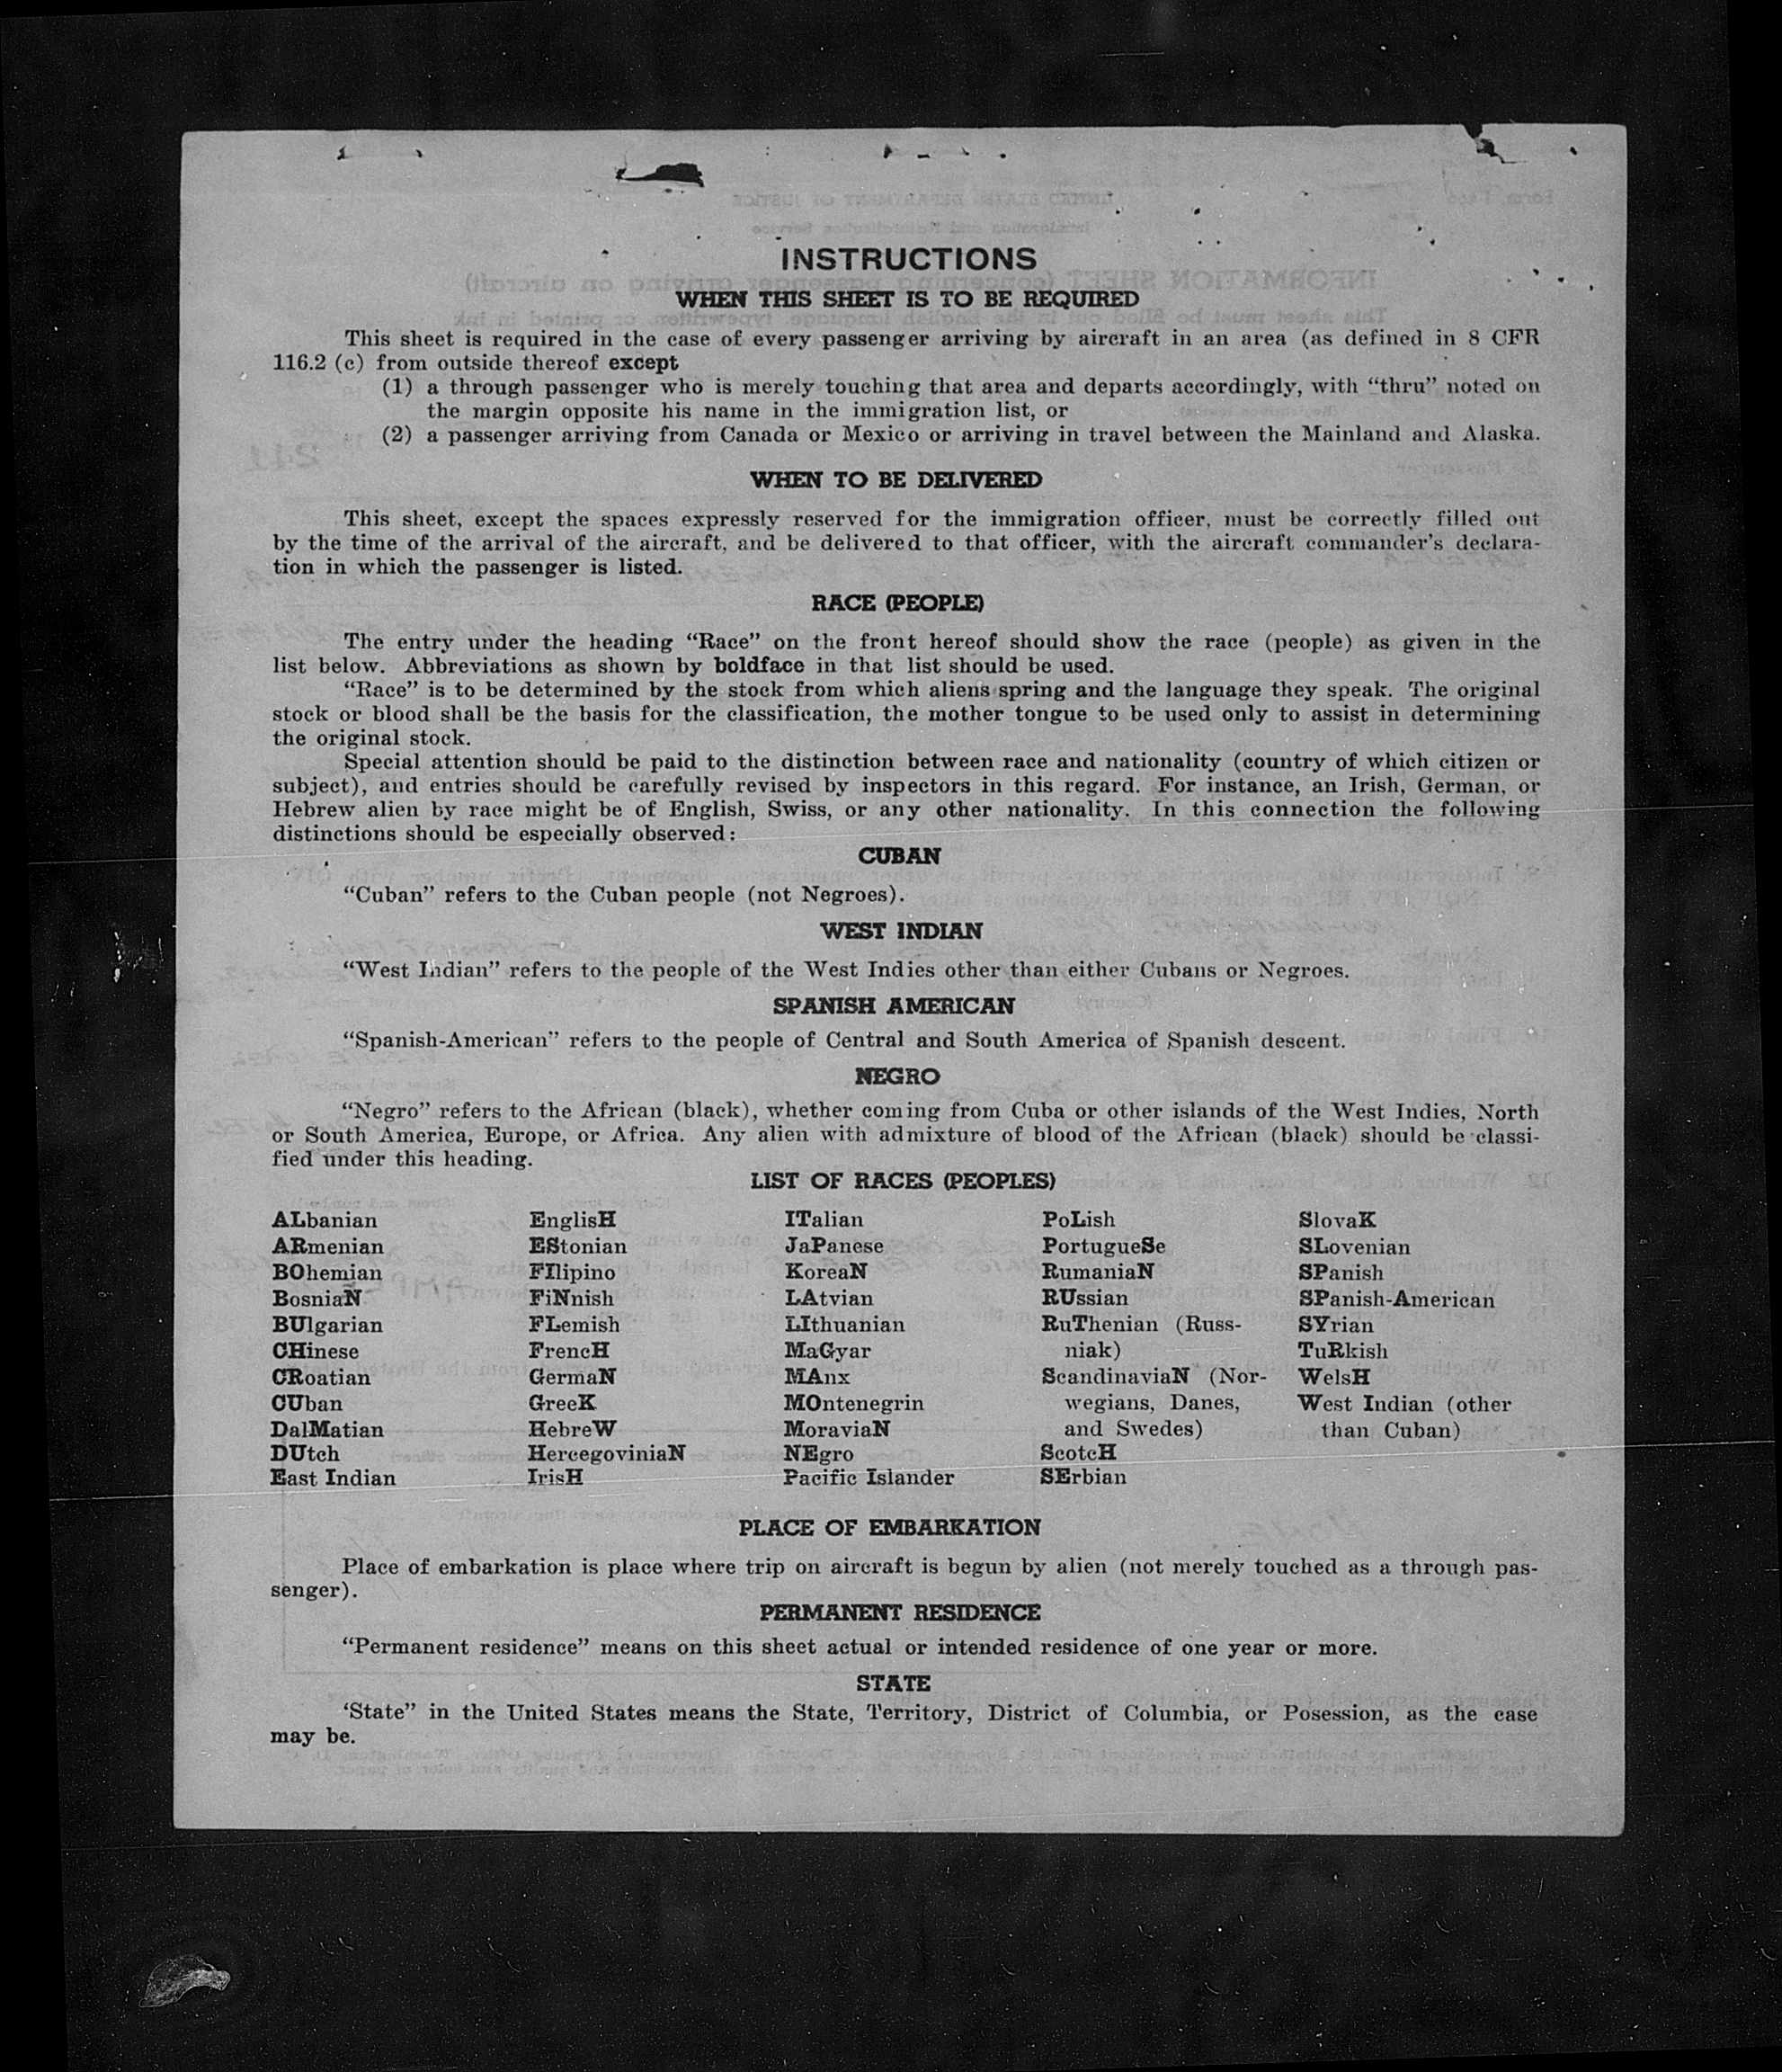 INSTRUCTIONS
WHEN THIS SHEET IS TO BE REQUIRED
This sheet is required in the case of every passenger arriving by aircraft in an area (as defined in 8 CFR
116.2 (c) from outside thereof except
(1) a through passenger who is merely touching that area and departs accordingly, with “thru” noted on
the margin opposite his name in the immigration list, or
(2) a passenger arriving from Canada or Mexico or arriving in travel between the Mainland and Alaska.
WHEN TO BE DELIVERED
This sheet, except the spaces expressly reserved for the immigration officer, must be correctly filled out
by the time of the arrival of the aircraft, and be delivered to that officer, with the aircraft commander’s declara-
tion in which the passenger is listed.
RACE (PEOPLE)
The entry under the heading “Race” on the front hereof should show the race (people) as given in the
list below. Abbreviations as shown by boldface in that list should be used.
“Race” is to be determined by the stock from which aliens spring and the language they speak. The original
stock or blood shall be the basis for the classification, the mother tongue to be used only to assist in determining
the original stock.
Special attention should be paid to the distinction between race and nationality (country of which citizen or
subject), and entries should be carefully revised by inspectors in this regard. For instance, an Irish, German, or
Hebrew alien by race might be of English, Swiss, or any other nationality. In this connection the following
distinctions should be especially observed:
CUBAN
“Cuban” refers to the Cuban people (not Negroes).
WEST INDIAN
“West Indian” refers to the people of the West Indies other than either Cubans or Negroes.
SPANISH AMERICAN
“Spanish-American” refers to the people of Central and South America of Spanish descent.
NEGRO
“Negro” refers to the African (black), whether coming from Cuba or other islands of the West Indies, North
or South America, Europe, or Africa. Any alien with admixture of blood of the African (black) should be classi-
fied under this heading.
LIST OF RACES (PEOPLES)
ALbanian
ARmenian
BOhemian
BosniaN
BUlgarian
CHinese
CRoatian
CUban
DalMatian
DUtch
East Indian
EnglisH
EStonian
FIlipino
FiNnish
FLemish
FrencH
GermaN
GreeK
HebreW
HercegoviniaN
IrisH
ITalian
JaPanese
KoreaN
LAtvian
LIthuanian
MaGyar
MAnx
MOntenegrin
MoraviaN
NEgro
Pacific Islander
PoLish
PortugueSe
RumaniaN
RUssian
RuThenian (Russ-
niak)
ScandinaviaN (Nor-
wegians, Danes,
and Swedes)
ScotcH
SErbian
SlovaK
SLovenian
SPanish
SPanish-American
SYrian
TuRkish
WelsH
West Indian (other
than Cuban)
PLACE OF EMBARKATION
Place of embarkation is place where trip on aircraft is begun by alien (not merely touched as a through pas-
senger).
PERMANENT RESIDENCE
“Permanent residence” means on this sheet actual or intended residence of one year or more.
STATE
‘State” in the United States means the State, Territory, District of Columbia, or Posession, as the case
may be.